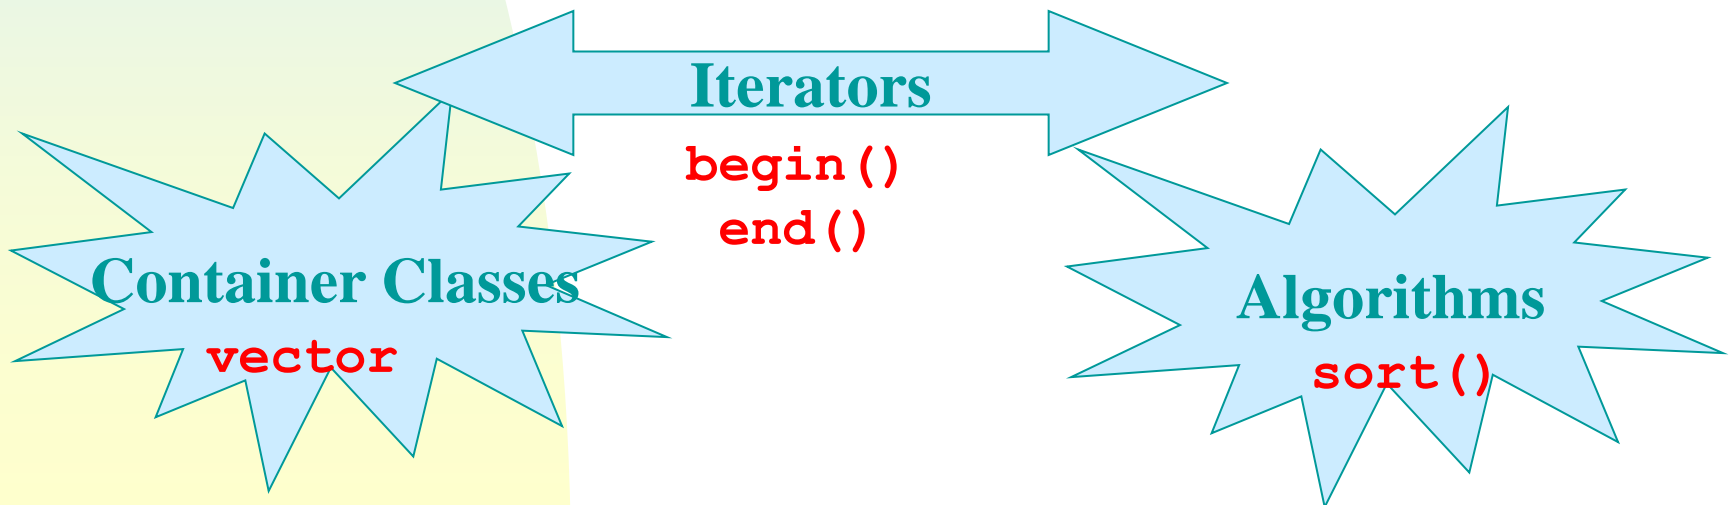 Iterators
begin()
end()
Container Classes
vector
Algorithms
sort()